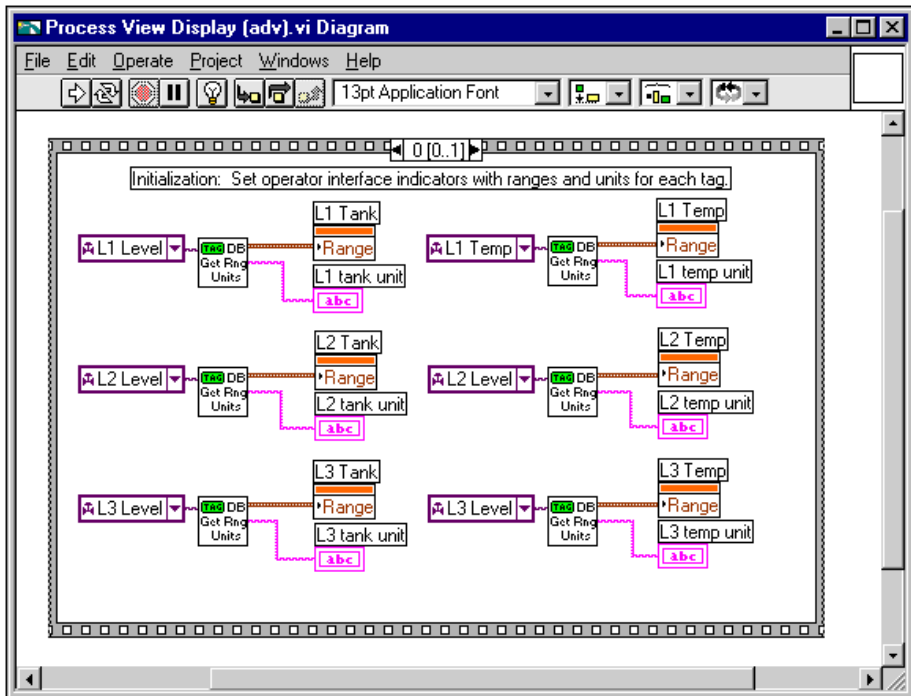 Process View Display (adv).vi Diagram
File Edit Operate Project Windows Help
13pt Application Font
0 [0..1]
Initialization: Set operator interface indicators with ranges and units for each tag.
L1 Tank
L1 Level
TAG DB
Get Rng
Units
Range
L1 tank unit
abc
L1 Temp
L1 Temp
TAG DB
Get Rng
Units
Range
L1 temp unit
abc
L2 Tank
L2 Level
TAG DB
Get Rng
Units
Range
L2 tank unit
abc
L2 Temp
L2 Level
TAG DB
Get Rng
Units
Range
L2 temp unit
abc
L3 Tank
L3 Level
TAG DB
Get Rng
Units
Range
L3 tank unit
abc
L3 Temp
L3 Level
TAG DB
Get Rng
Units
Range
L3 temp unit
abc